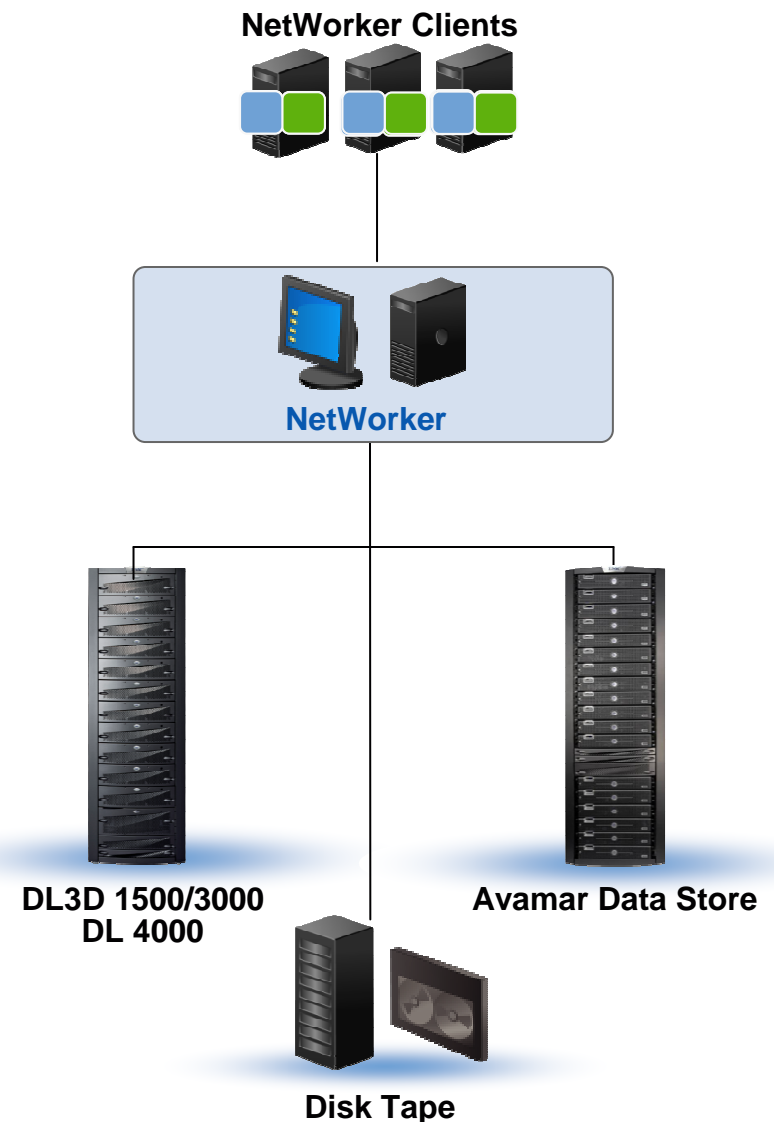 NetWorker Clients
NetWorker
DL3D 1500/3000
DL 4000
Avamar Data Store
Disk Tape